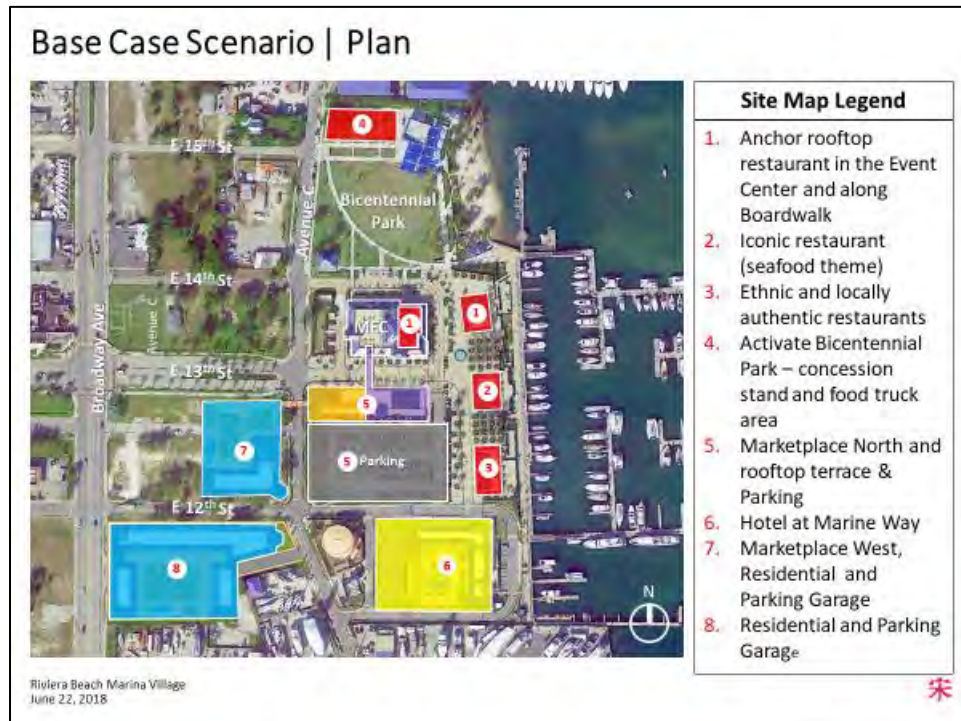 Base Case Scenario | Plan
E 15th St
4
Bicentennial
Park
Avenue C
E 14th St
Avenue C
Broadway Ave
MEC
1
1
E 13th St
5
2
7
5 Parking
3
E 12th St
8
6
N
Site Map Legend
1. Anchor rooftop
restaurant in the Event
Center and along
Boardwalk
2. Iconic restaurant
(seafood theme)
3. Ethnic and locally
authentic restaurants
4. Activate Bicentennial
Park – concession
stand and food truck
area
5. Marketplace North and
rooftop terrace &
Parking
6. Hotel at Marine Way
7. Marketplace West,
Residential and
Parking Garage
8. Residential and Parking
Garage
Riviera Beach Marina Village
June 22, 2018
宋